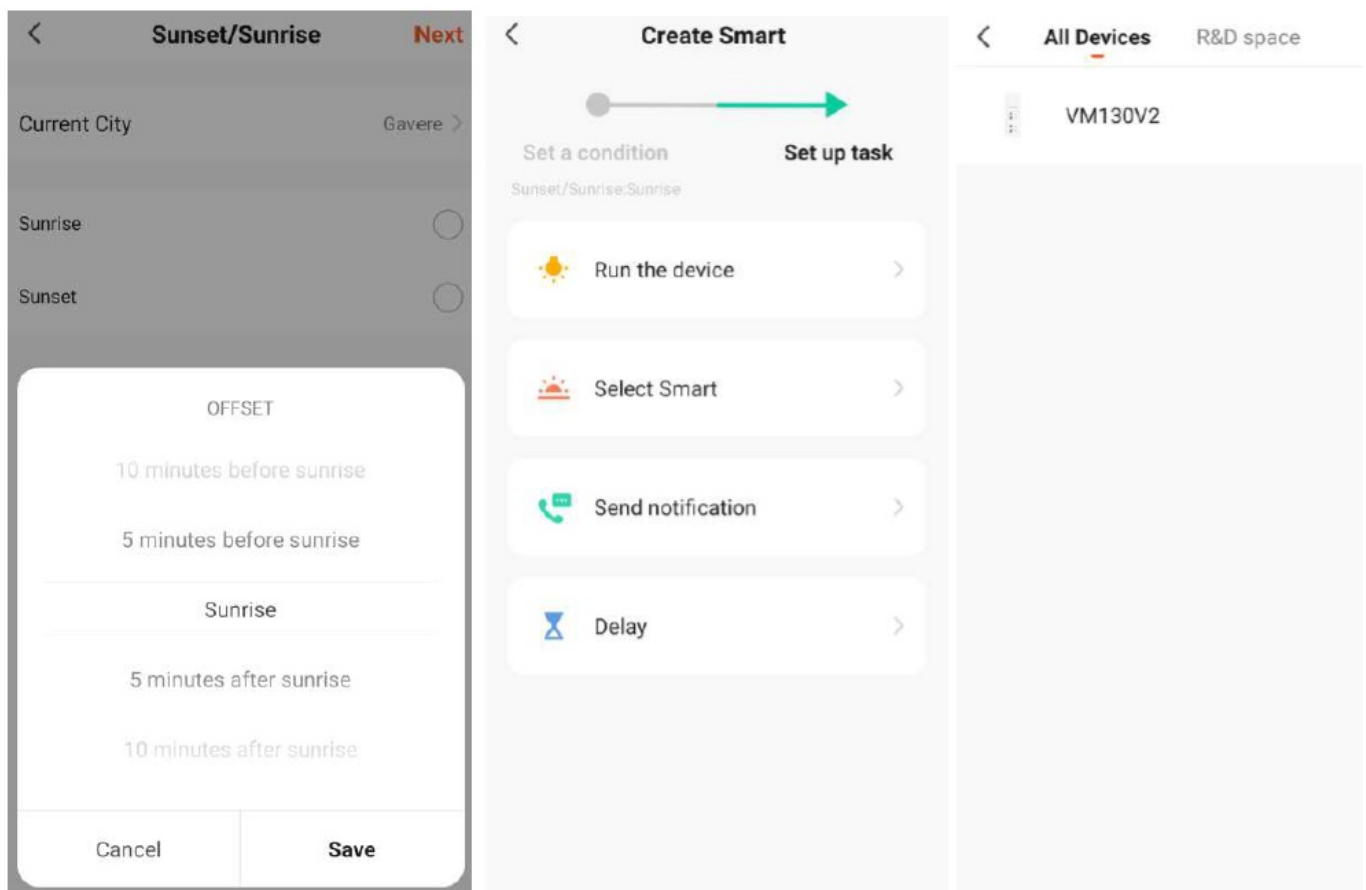 Sunset/Sunrise Next
Current City Gavere
Sunrise
Sunset
OFFSET
10 minutes before sunrise
5 minutes before sunrise
Sunrise
5 minutes after sunrise
10 minutes after sunrise
Cancel Save
Create Smart
Set a condition Set up task
Sunset/Sunrise:Sunrise
Run the device
Select Smart
Send notification
Delay
All Devices R&D space
VM130V2